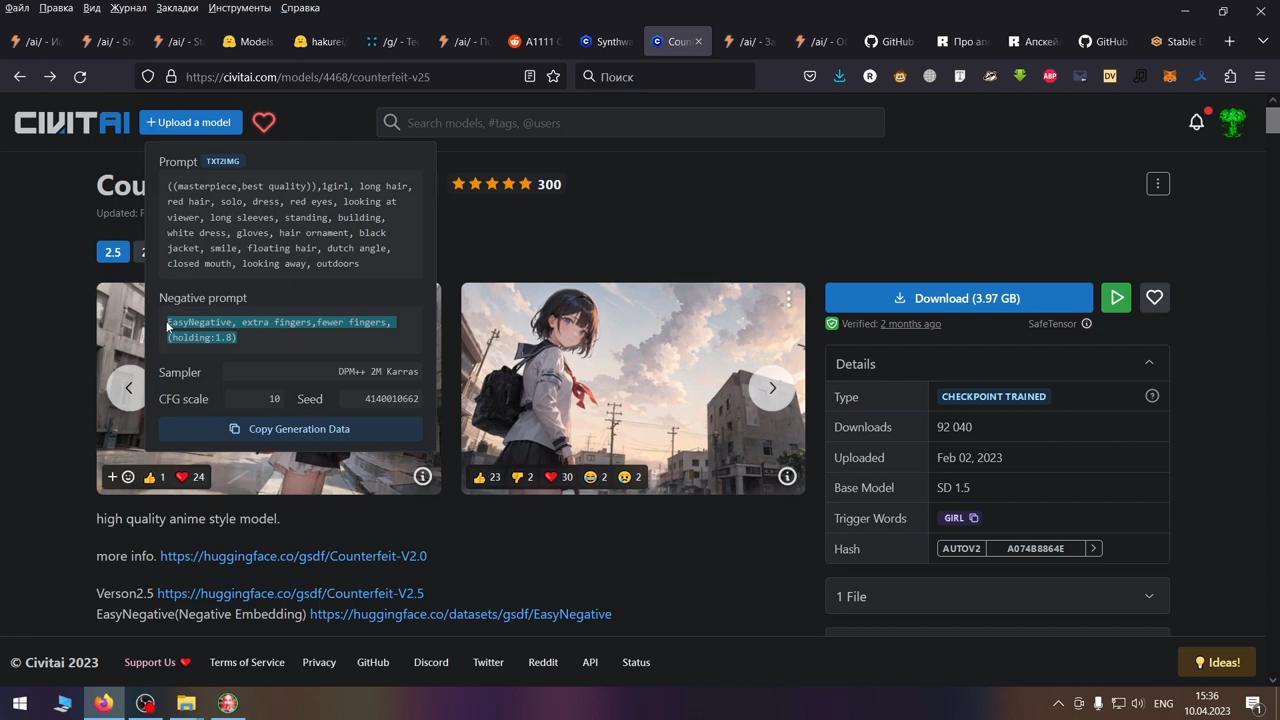 Файл Правка Вид Журнал Закладки Инструменты Справка
/ai/ - Ис
/ai/ - Sta
/ai/ - Sta
Models
hakurei/
/g/ - Tec
/ai/ - По
A1111 C
Synthwa
Coun
/ai/ - За
/ai/ - О
GitHub
Про ап
Апскей
GitHub
Stable D
https://civitai.com/models/4468/counterfeit-v25
Поиск
CIVITAI
Upload a model
Search models, #tags, @users
Prompt TXT2IMG
((masterpiece,best quality)),1girl, long hair,
red hair, solo, dress, red eyes, looking at
viewer, long sleeves, standing, building,
white dress, gloves, hair ornament, black
jacket, smile, floating hair, dutch angle,
closed mouth, looking away, outdoors
Negative prompt
EasyNegative, extra fingers,fewer fingers,
(holding:1.8)
Sampler DPM++ 2M Karras
CFG scale 10 Seed 4140010662
Copy Generation Data
Cou
300
Updated: F
2.5
1 24
23 2 30 2 2
Download (3.97 GB)
Verified: 2 months ago
SafeTensor
Details
Type CHECKPOINT TRAINED
Downloads 92 040
Uploaded Feb 02, 2023
Base Model SD 1.5
Trigger Words GIRL
Hash AUTOV2 A074B8864E
1 File
high quality anime style model.
more info. https://huggingface.co/gsdf/Counterfeit-V2.0
Verson2.5 https://huggingface.co/gsdf/Counterfeit-V2.5
EasyNegative(Negative Embedding) https://huggingface.co/datasets/gsdf/EasyNegative
© Civitai 2023
Support Us
Terms of Service
Privacy
GitHub
Discord
Twitter
Reddit
API
Status
Ideas!
ENG
15:36
10.04.2023